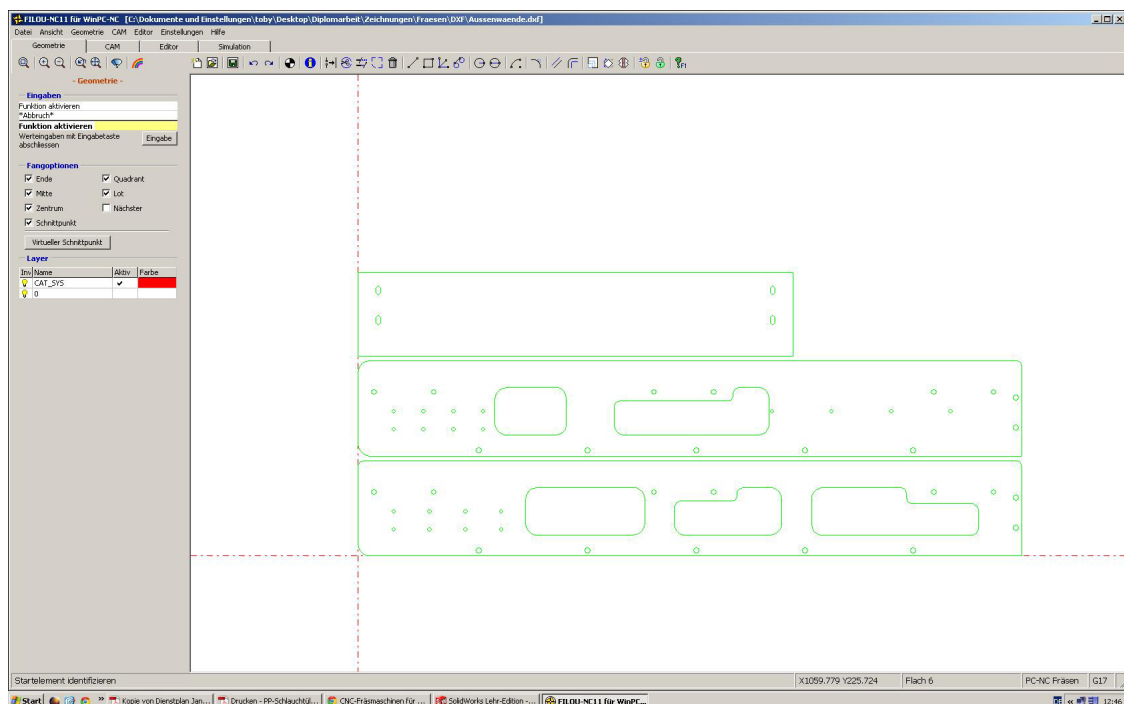 FILOU-NC11 für WinPC-NC [C:\Dokumente und Einstellungen\toby\Desktop\Diplomarbeit\Zeichnungen\Fraesen\DXF\Aussenwaende.dxf]
Datei Ansicht Geometrie CAM Editor Einstellungen Hilfe
Geometrie CAM Editor Simulation
- Geometrie -
Eingaben
Funktion aktivieren
*Abbruch*
Funktion aktivieren
Werteingaben mit Eingabetaste abschliessen Eingabe
Fangoptionen
Ende Quadrant
Mitte Lot
Zentrum Nächster
Schnittpunkt
Virtueller Schnittpunkt
Layer
Inv Name Aktiv Farbe
CAT_SYS
0
Startelement identifizieren X1059.779 Y225.724 Flach 6 PC-NC Fräsen G17
Start Kopie von Dienstplan Jan... Drucken - PP-Schlauchtül... CNC-Fräsmaschinen für ... SolidWorks Lehr-Edition -... FILOU-NC11 für WinPC... DE 12:46